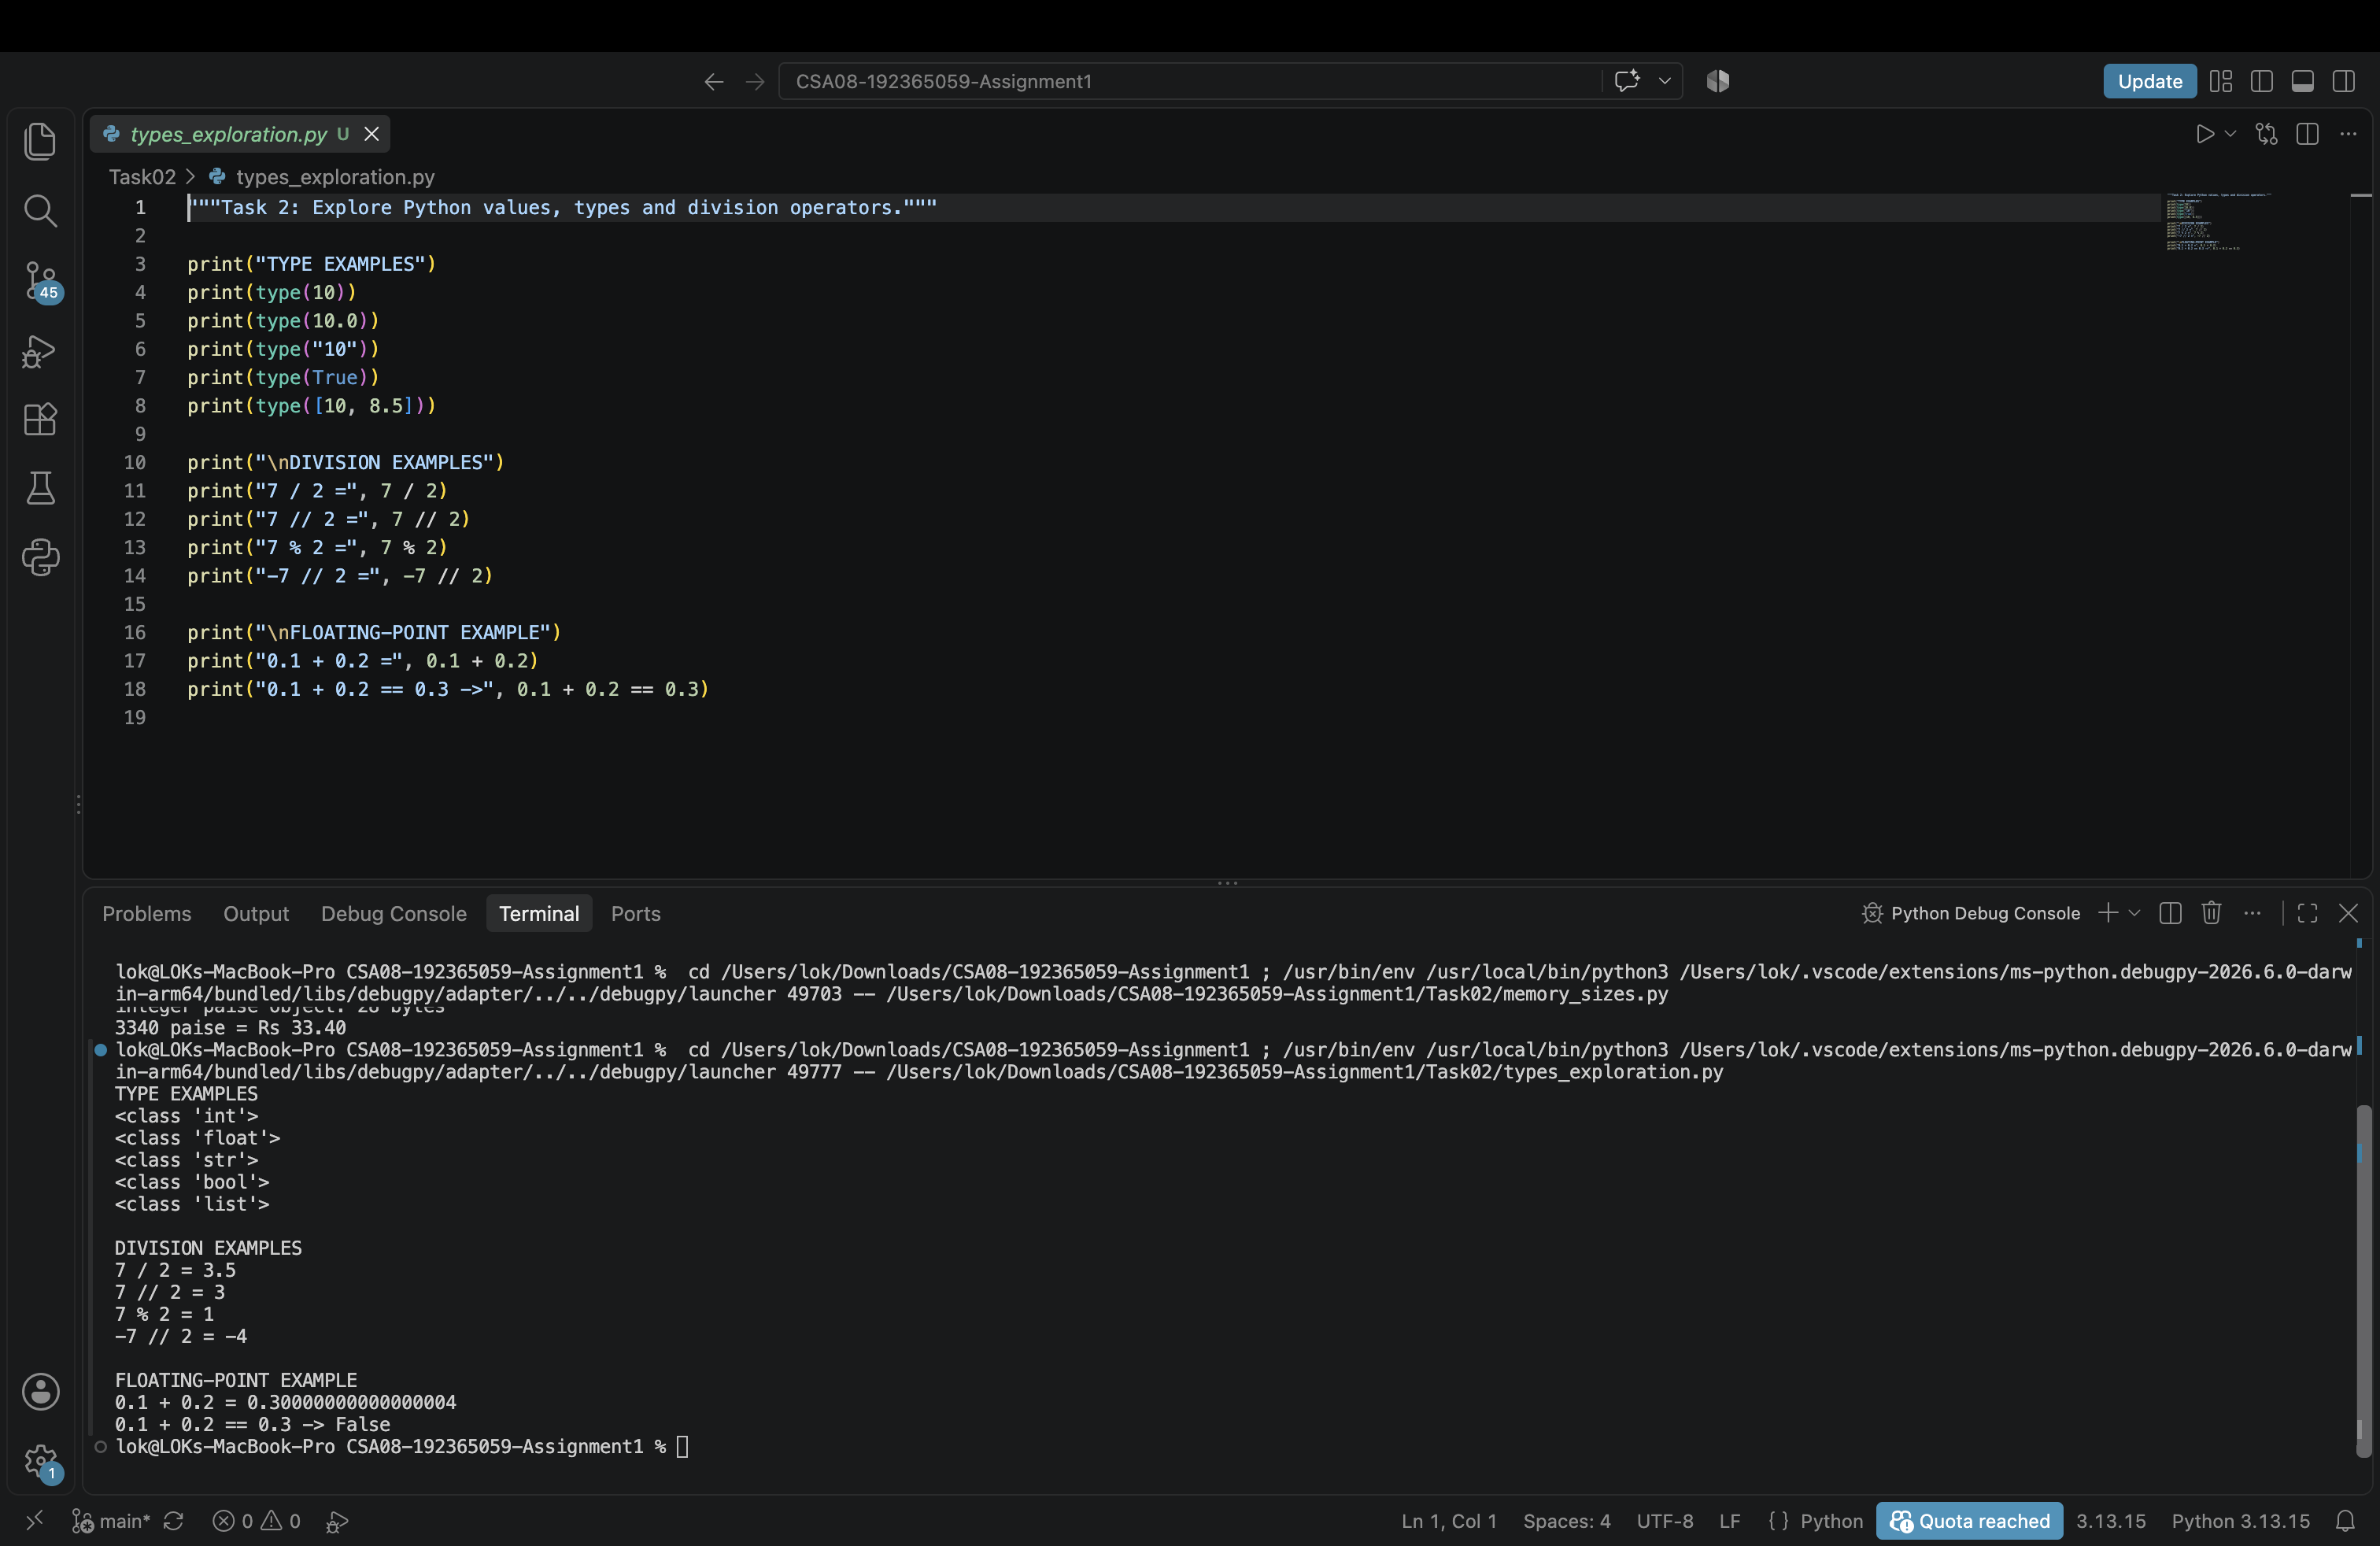 CSA08-192365059-Assignment1
Update
types_exploration.py U
Task02 > types_exploration.py
1 """Task 2: Explore Python values, types and division operators."""
2
3 print("TYPE EXAMPLES")
4 print(type(10))
5 print(type(10.0))
6 print(type("10"))
7 print(type(True))
8 print(type([10, 8.5]))
9
10 print("\nDIVISION EXAMPLES")
11 print("7 / 2 =", 7 / 2)
12 print("7 // 2 =", 7 // 2)
13 print("7 % 2 =", 7 % 2)
14 print("-7 // 2 =", -7 // 2)
15
16 print("\nFLOATING-POINT EXAMPLE")
17 print("0.1 + 0.2 =", 0.1 + 0.2)
18 print("0.1 + 0.2 == 0.3 ->", 0.1 + 0.2 == 0.3)
19
45
Problems Output Debug Console Terminal Ports
Python Debug Console
lok@LOKs-MacBook-Pro CSA08-192365059-Assignment1 %  cd /Users/lok/Downloads/CSA08-192365059-Assignment1 ; /usr/bin/env /usr/local/bin/python3 /Users/lok/.vscode/extensions/ms-python.debugpy-2026.6.0-darw
in-arm64/bundled/libs/debugpy/adapter/../../debugpy/launcher 49703 -- /Users/lok/Downloads/CSA08-192365059-Assignment1/Task02/memory_sizes.py
integer paise object: 28 bytes
3340 paise = Rs 33.40
lok@LOKs-MacBook-Pro CSA08-192365059-Assignment1 %  cd /Users/lok/Downloads/CSA08-192365059-Assignment1 ; /usr/bin/env /usr/local/bin/python3 /Users/lok/.vscode/extensions/ms-python.debugpy-2026.6.0-darw
in-arm64/bundled/libs/debugpy/adapter/../../debugpy/launcher 49777 -- /Users/lok/Downloads/CSA08-192365059-Assignment1/Task02/types_exploration.py
TYPE EXAMPLES
<class 'int'>
<class 'float'>
<class 'str'>
<class 'bool'>
<class 'list'>

DIVISION EXAMPLES
7 / 2 = 3.5
7 // 2 = 3
7 % 2 = 1
-7 // 2 = -4

FLOATING-POINT EXAMPLE
0.1 + 0.2 = 0.30000000000000004
0.1 + 0.2 == 0.3 -> False
lok@LOKs-MacBook-Pro CSA08-192365059-Assignment1 %
1
main* 0 0 Ln 1, Col 1 Spaces: 4 UTF-8 LF {} Python Quota reached 3.13.15 Python 3.13.15